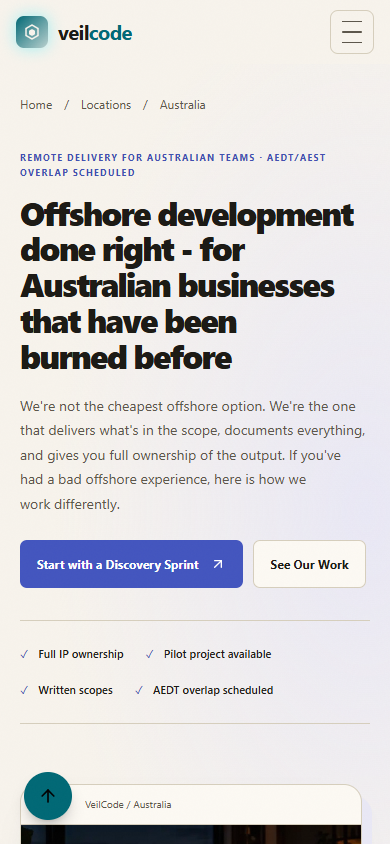 veilcode
Home / Locations / Australia
REMOTE DELIVERY FOR AUSTRALIAN TEAMS · AEDT/AEST
OVERLAP SCHEDULED
Offshore development
done right - for
Australian businesses
that have been
burned before
We're not the cheapest offshore option. We're the one
that delivers what's in the scope, documents everything,
and gives you full ownership of the output. If you've
had a bad offshore experience, here is how we
work differently.
Start with a Discovery Sprint See Our Work
✓ Full IP ownership ✓ Pilot project available
✓ Written scopes ✓ AEDT overlap scheduled
VeilCode / Australia